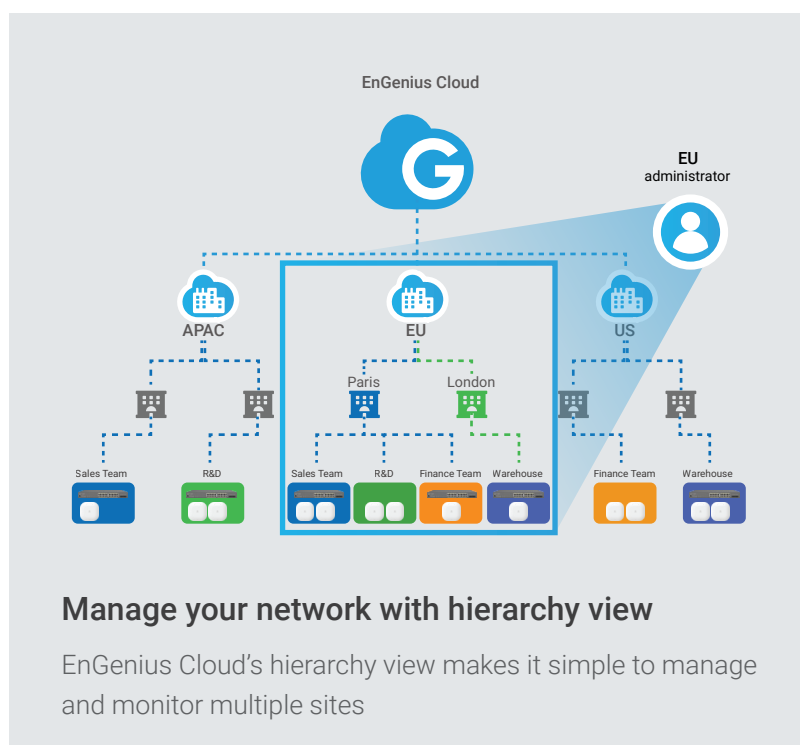 EnGenius Cloud
G
EU
administrator
APAC
EU
US
Paris
London
Sales Team
R&D
Sales Team
R&D
Finance Team
Warehouse
Finance Team
Warehouse
Manage your network with hierarchy view
EnGenius Cloud’s hierarchy view makes it simple to manage
and monitor multiple sites